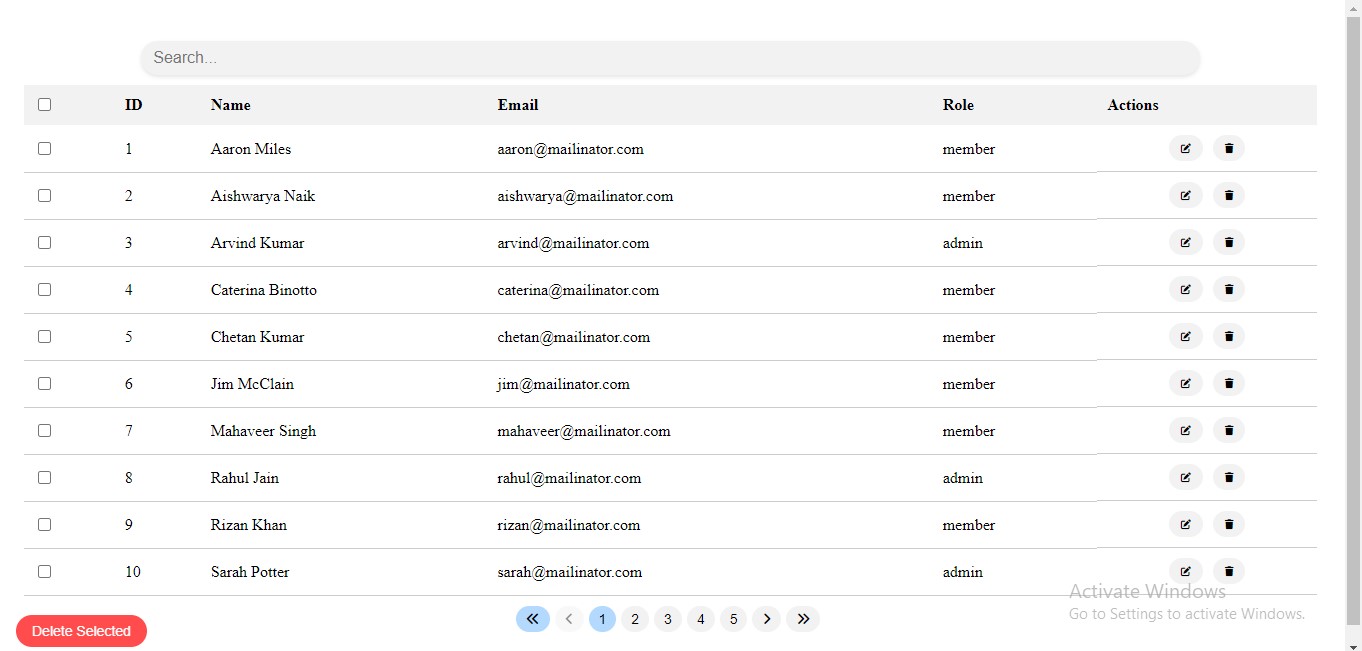 Search...
ID Name Email Role Actions
1 Aaron Miles aaron@mailinator.com member
2 Aishwarya Naik aishwarya@mailinator.com member
3 Arvind Kumar arvind@mailinator.com admin
4 Caterina Binotto caterina@mailinator.com member
5 Chetan Kumar chetan@mailinator.com member
6 Jim McClain jim@mailinator.com member
7 Mahaveer Singh mahaveer@mailinator.com member
8 Rahul Jain rahul@mailinator.com admin
9 Rizan Khan rizan@mailinator.com member
10 Sarah Potter sarah@mailinator.com admin
Activate Windows
Go to Settings to activate Windows.
« ‹ 1 2 3 4 5 › »
Delete Selected